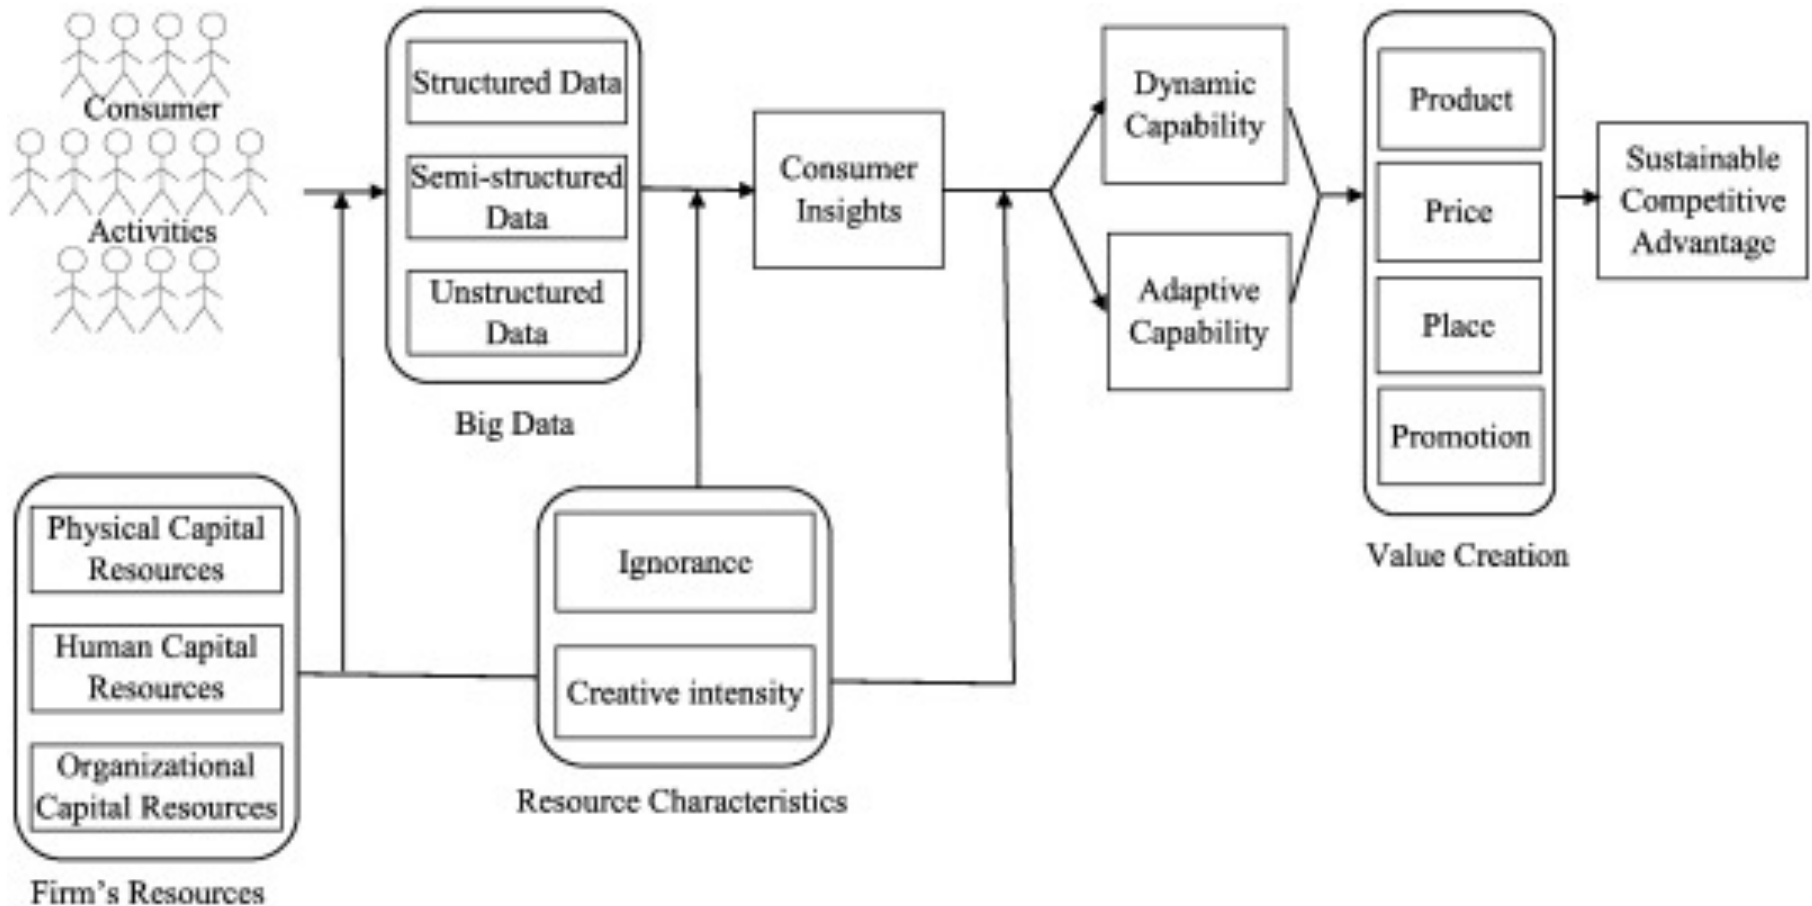 Consumer
Activities
Structured Data
Semi-structured
Data
Unstructured
Data
Big Data
Consumer
Insights
Dynamic
Capability
Adaptive
Capability
Product
Price
Place
Promotion
Value Creation
Sustainable
Competitive
Advantage
Physical Capital
Resources
Human Capital
Resources
Organizational
Capital Resources
Firm's Resources
Ignorance
Creative intensity
Resource Characteristics